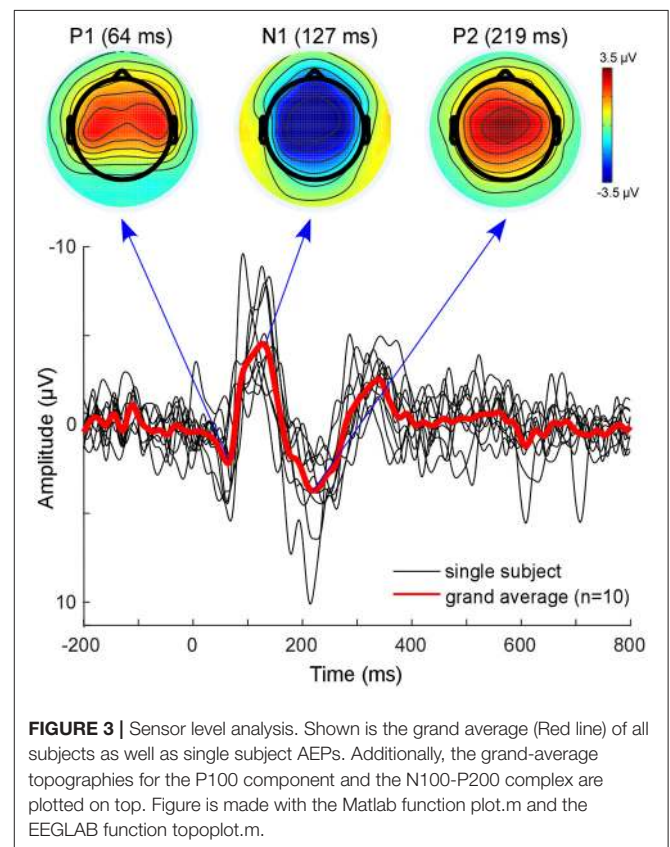 P1 (64 ms) N1 (127 ms) P2 (219 ms)
3.5 µV
-3.5 µV
-10
0
10
Amplitude (µV)
single subject
grand average (n=10)
-200 0 200 400 600 800
Time (ms)
FIGURE 3 | Sensor level analysis. Shown is the grand average (Red line) of all
subjects as well as single subject AEPs. Additionally, the grand-average
topographies for the P100 component and the N100-P200 complex are
plotted on top. Figure is made with the Matlab function plot.m and the
EEGLAB function topoplot.m.